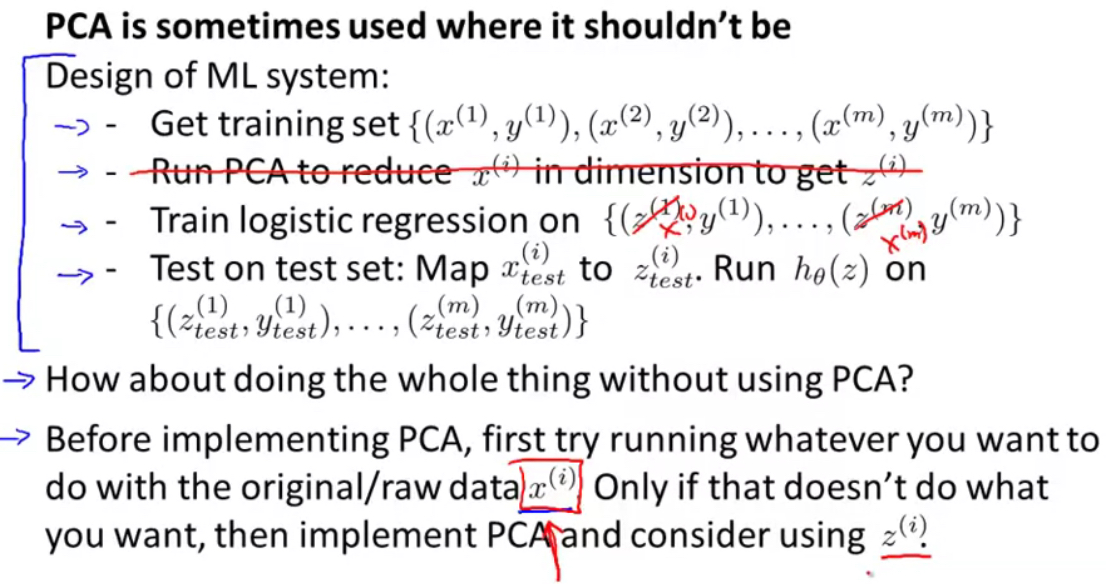 PCA is sometimes used where it shouldn't be
Design of ML system:
→ - Get training set {(x^{(1)}, y^{(1)}), (x^{(2)}, y^{(2)}), . . . , (x^{(m)}, y^{(m)})}
→ - Run PCA to reduce x^{(i)} in dimension to get z^{(i)}
→ - Train logistic regression on {(z^{(1)}, y^{(1)}), . . . , (z^{(m)}, y^{(m)})}
x^{(1)} x^{(m)}
→ - Test on test set: Map x_{test}^{(i)} to z_{test}^{(i)}. Run h_θ(z) on
{(z_{test}^{(1)}, y_{test}^{(1)}), . . . , (z_{test}^{(m)}, y_{test}^{(m)})}
→ How about doing the whole thing without using PCA?
→ Before implementing PCA, first try running whatever you want to
do with the original/raw data x^{(i)} Only if that doesn't do what
you want, then implement PCA and consider using z^{(i)}.